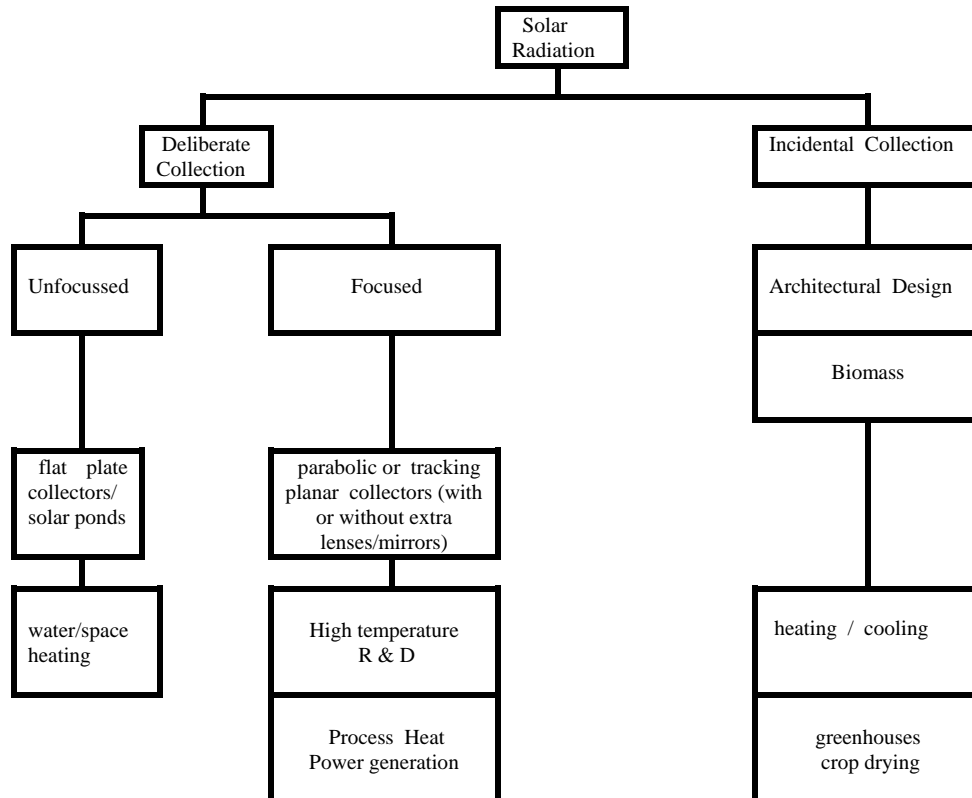 Solar
Radiation
Deliberate
Collection
Incidental Collection
Unfocussed
Focused
Architectural Design
Biomass
flat plate
collectors/
solar ponds
parabolic or tracking
planar collectors (with
or without extra
lenses/mirrors)
water/space
heating
High temperature
R & D
heating / cooling
Process Heat
Power generation
greenhouses
crop drying